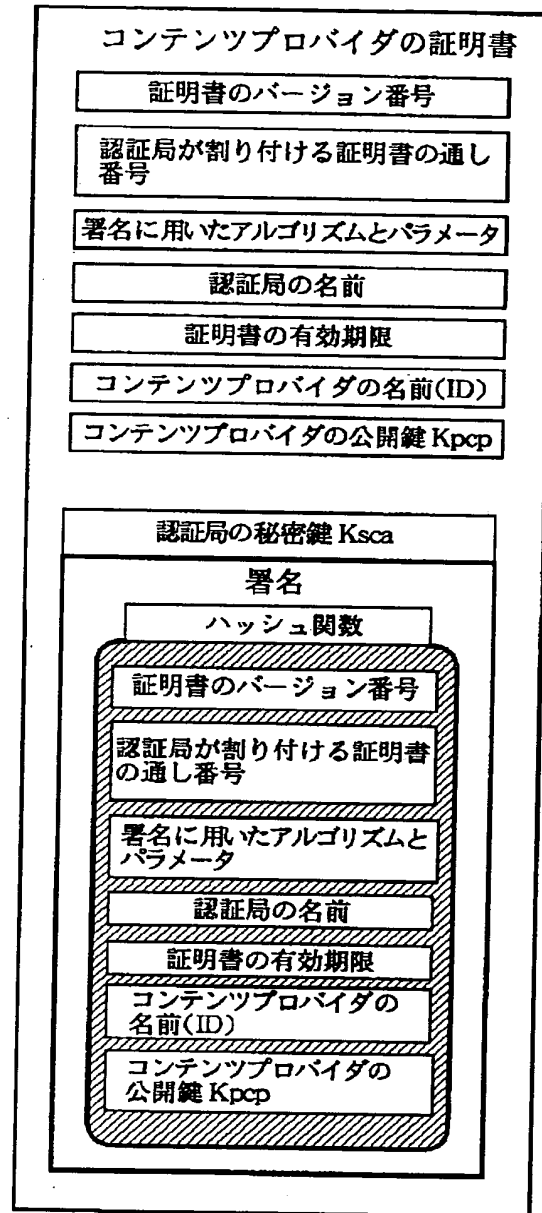 コンテンツプロバイダの証明書
証明書のバージョン番号
認証局が割り付ける証明書の通し
番号
署名に用いたアルゴリズムとパラメータ
認証局の名前
証明書の有効期限
コンテンツプロバイダの名前(ID)
コンテンツプロバイダの公開鍵 Kpcp
認証局の秘密鍵 Ksca
署名
ハッシュ関数
証明書のバージョン番号
認証局が割り付ける証明書
の通し番号
署名に用いたアルゴリズムと
パラメータ
認証局の名前
証明書の有効期限
コンテンツプロバイダの
名前(ID)
コンテンツプロバイダの
公開鍵 Kpcp